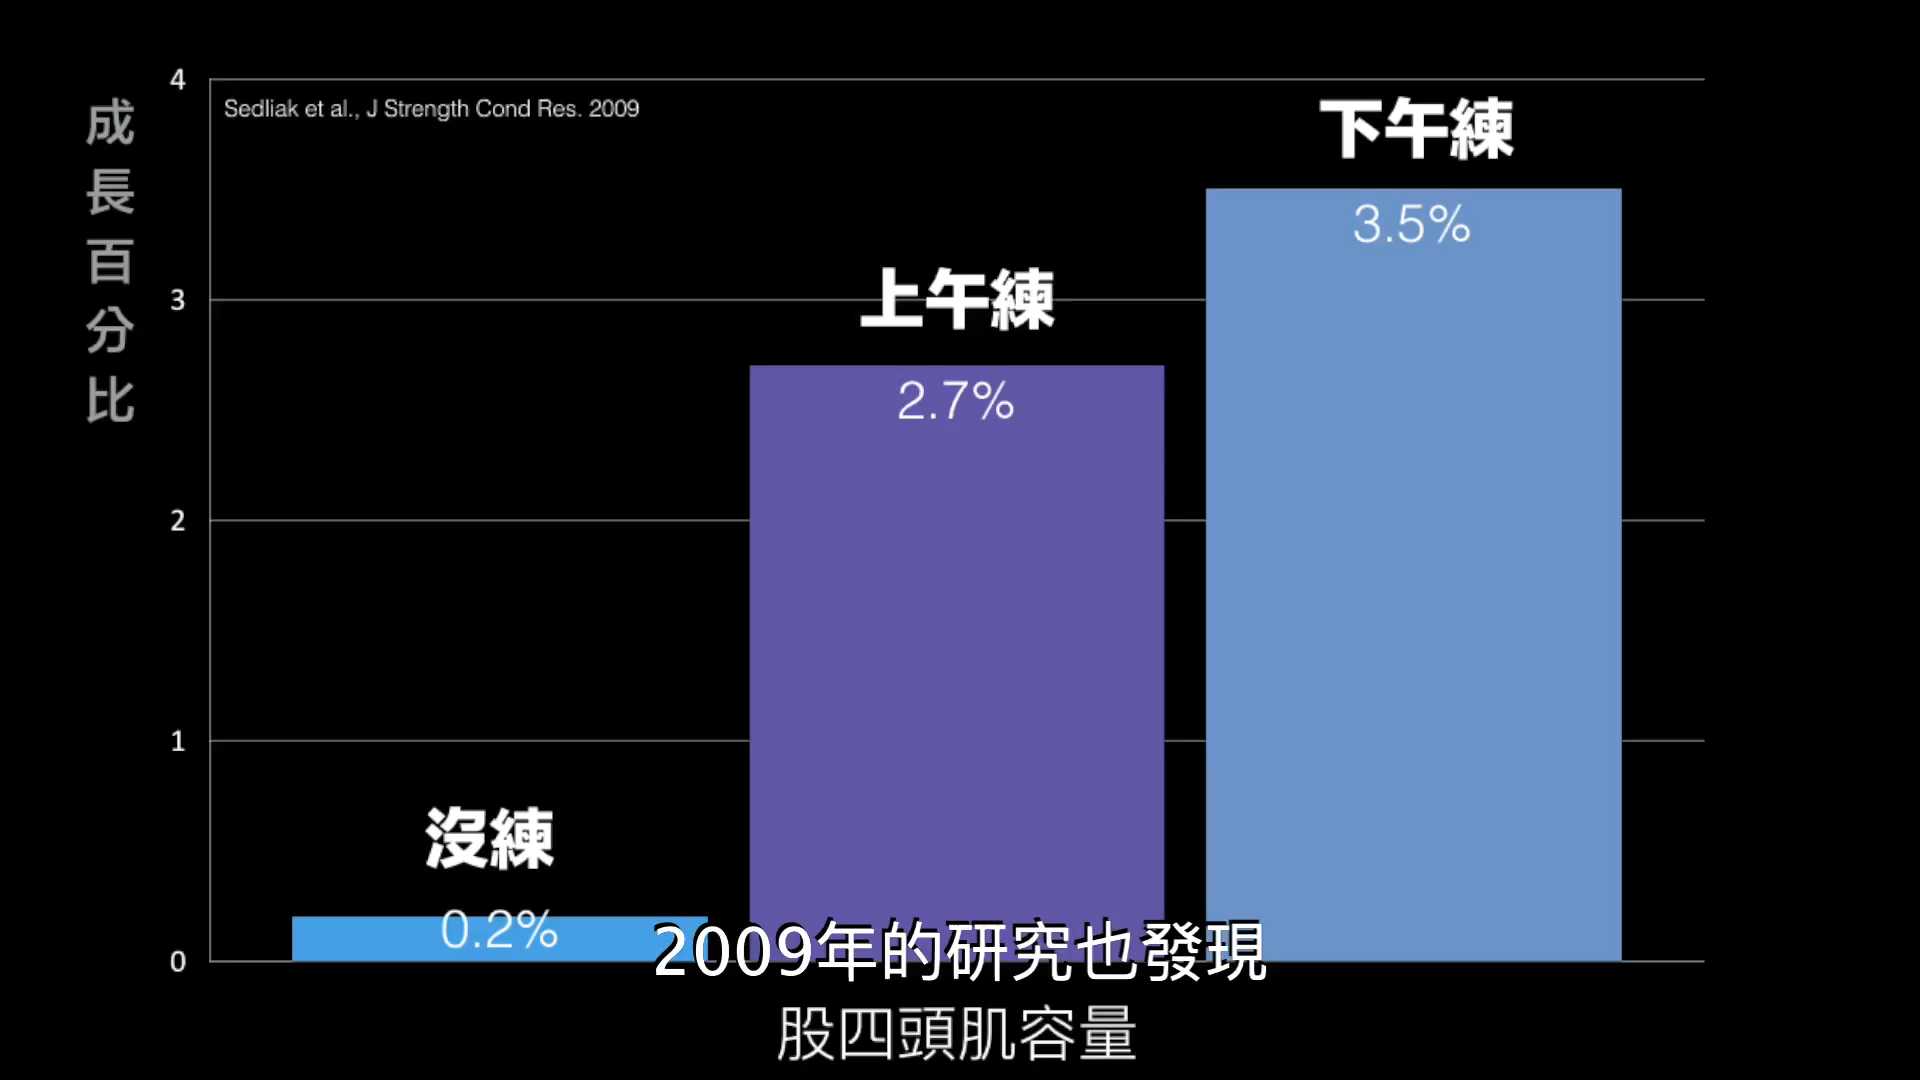 成長百分比
4
3
2
1
0
Sedliak et al., J Strength Cond Res. 2009
沒練
0.2%
上午練
2.7%
下午練
3.5%
2009年的研究也發現
股四頭肌容量